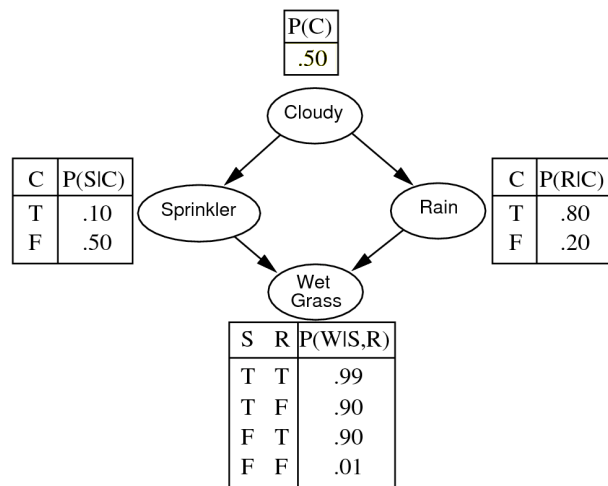 P(C)
.50
Cloudy
C P(S|C)
T .10
F .50
Sprinkler
Rain
C P(R|C)
T .80
F .20
Wet
Grass
S R P(W|S,R)
T T .99
T F .90
F T .90
F F .01